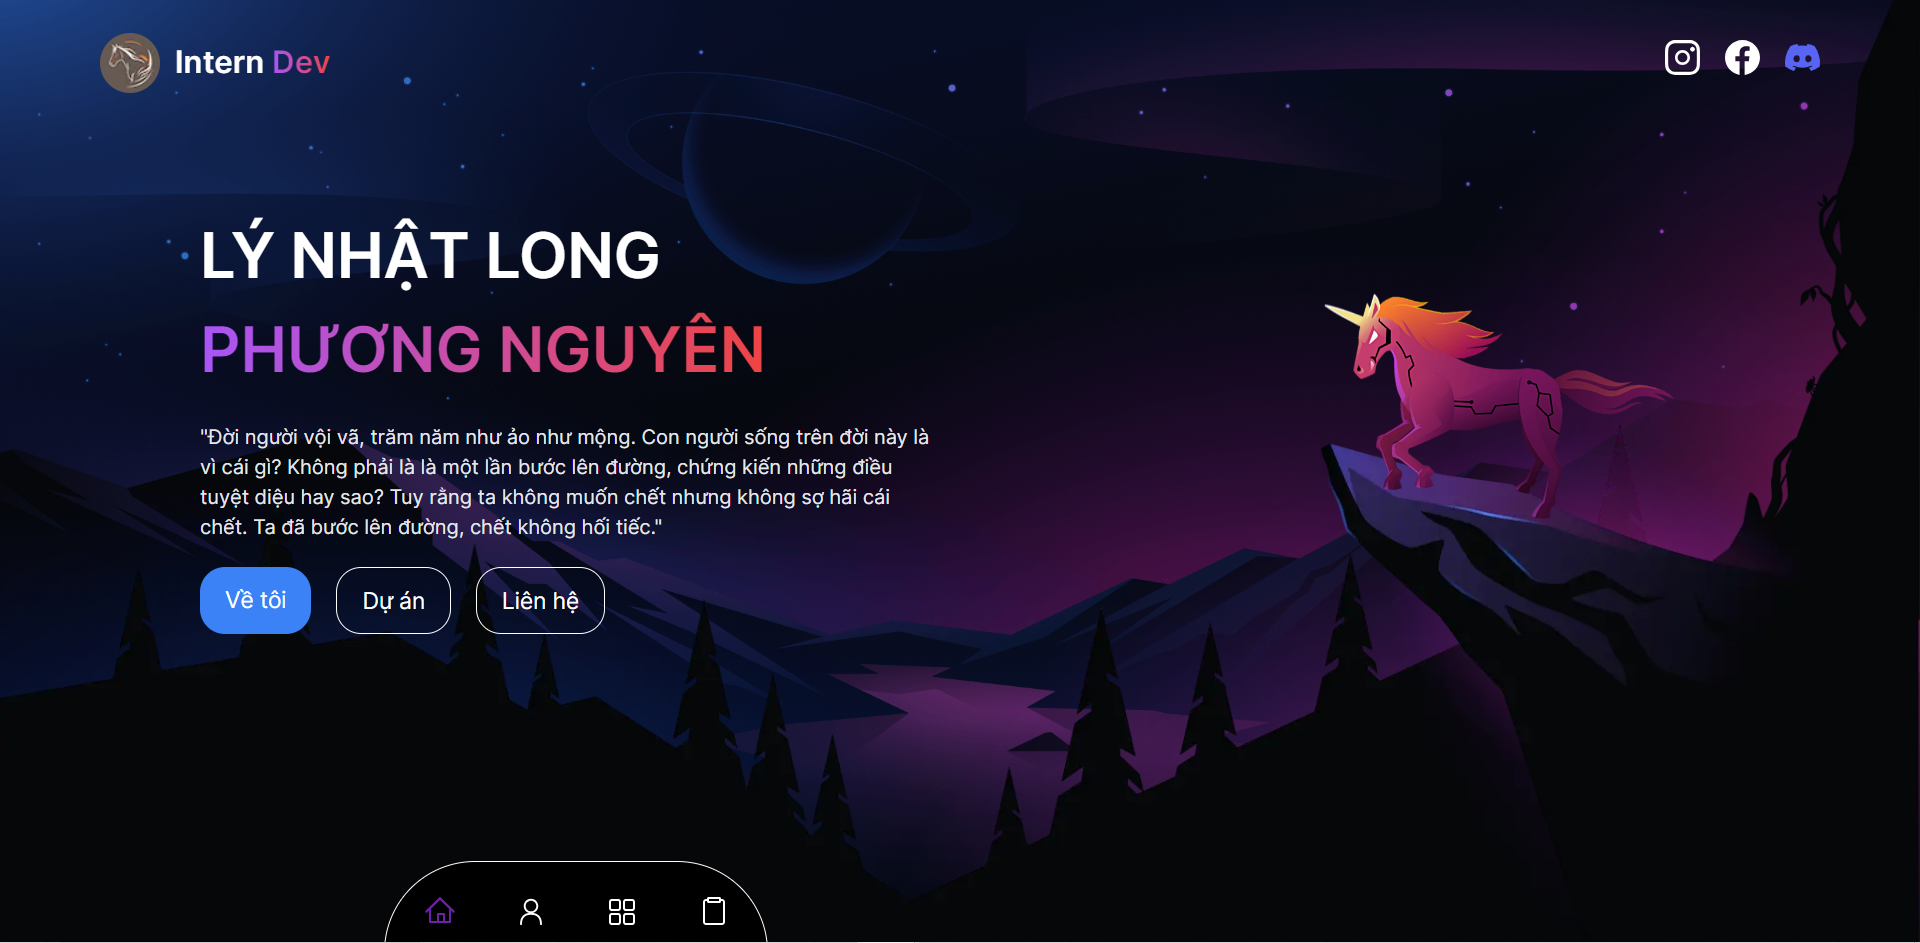 Intern Dev
LÝ NHẬT LONG
PHƯƠNG NGUYÊN
"Đời người vội vã, trăm năm như ảo như mộng. Con người sống trên đời này là
vì cái gì? Không phải là là một lần bước lên đường, chứng kiến những điều
tuyệt diệu hay sao? Tuy rằng ta không muốn chết nhưng không sợ hãi cái
chết. Ta đã bước lên đường, chết không hối tiếc."
Về tôi
Dự án
Liên hệ